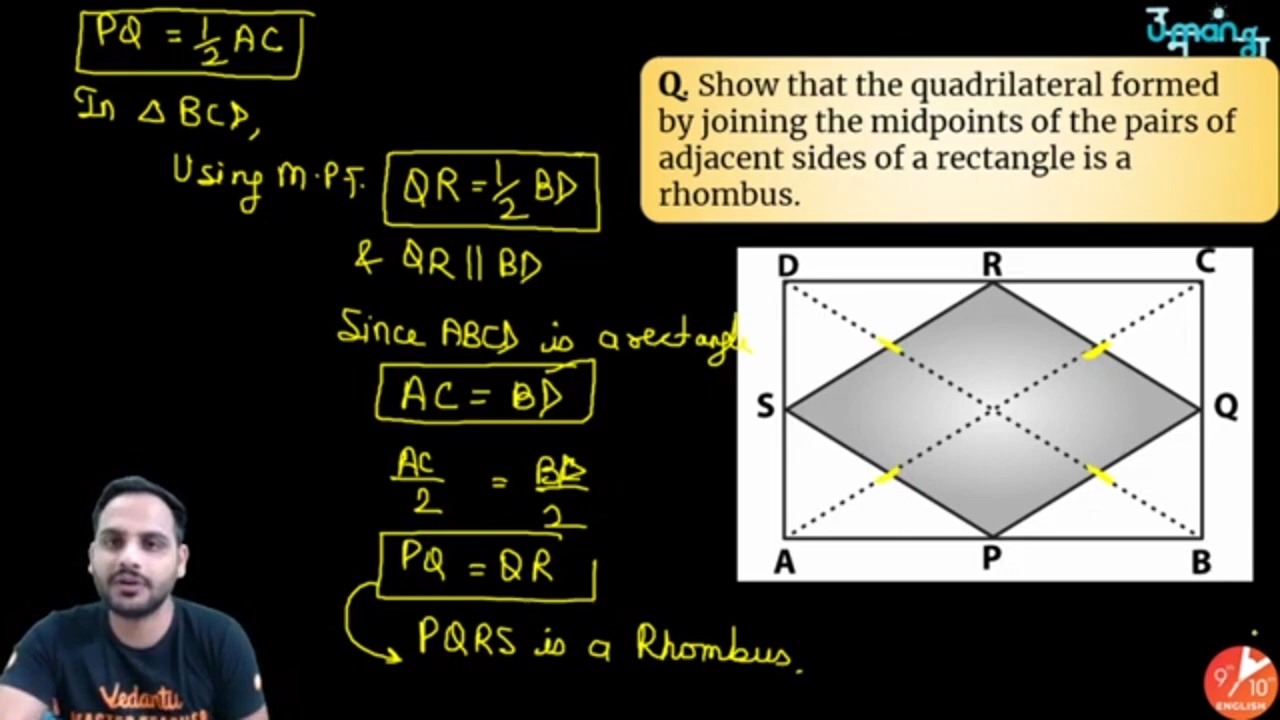 PQ = 1/2 AC
In △ BCD,
Using M.P.T. QR = 1/2 BD
& QR || BD
Since ABCD is a rectangle
AC = BD
AC/2 = BD/2
PQ = QR
PQRS is a Rhombus.
उमंang
Q. Show that the quadrilateral formed
by joining the midpoints of the pairs of
adjacent sides of a rectangle is a
rhombus.
D R C
S Q
A P B
Vedantu
9th 10th
ENGLISH